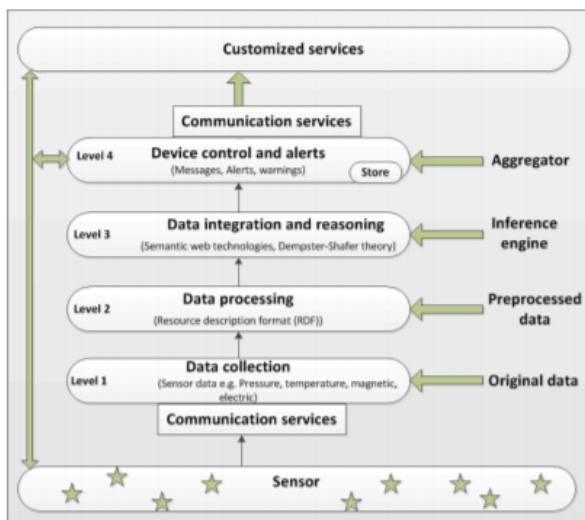 Customized services
Communication services
Level 4
Device control and alerts
(Messages, Alerts, warnings)
Store
Aggregator
Level 3
Data integration and reasoning
(Semantic web technologies, Dempster-Shafer theory)
Inference
engine
Level 2
Data processing
(Resource description format (RDF))
Preprocessed
data
Level 1
Data collection
(Sensor data e.g. Pressure, temperature, magnetic,
electric)
Original data
Communication services
Sensor